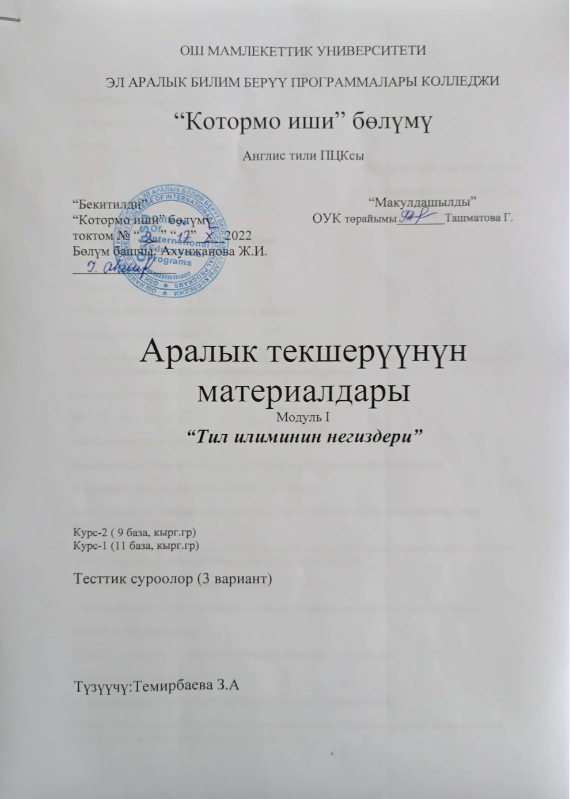 ОШ МАМЛЕКЕТТИК УНИВЕРСИТЕТИ
ЭЛ АРАЛЫК БИЛИМ БЕРҮҮ ПРОГРАММАЛАРЫ КОЛЛЕДЖИ
“Котормо иши” бөлүмү
Англис тили ПЦКсы
“Бекитилди”
“Котормо иши” бөлүмү
токтом № “2” “17” X 2022
Бөлүм башчы: Ахунжанова Ж.И.
“Макулдашылды”
ОУК төрайымы Ташматова Г.
Аралык текшерүүнүн
материалдары
Модуль I
“Тил илиминин негиздери”
Курс-2 ( 9 база, кырг.гр)
Курс-1 (11 база, кырг.гр)
Тесттик суроолор (3 вариант)
Түзүүчү:Темирбаева З.А